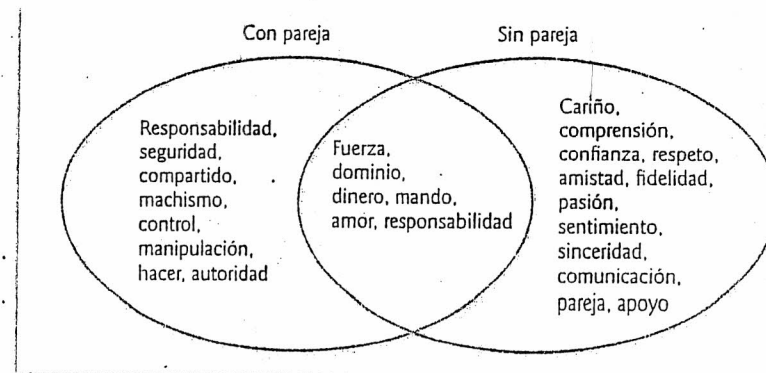 Con pareja
Sin pareja
Responsabilidad,
seguridad,
compartido,
machismo,
control,
manipulación,
hacer, autoridad
Fuerza,
dominio,
dinero, mando,
amor, responsabilidad
Cariño,
comprensión,
confianza, respeto,
amistad, fidelidad,
pasión,
sentimiento,
sinceridad,
comunicación,
pareja, apoyo